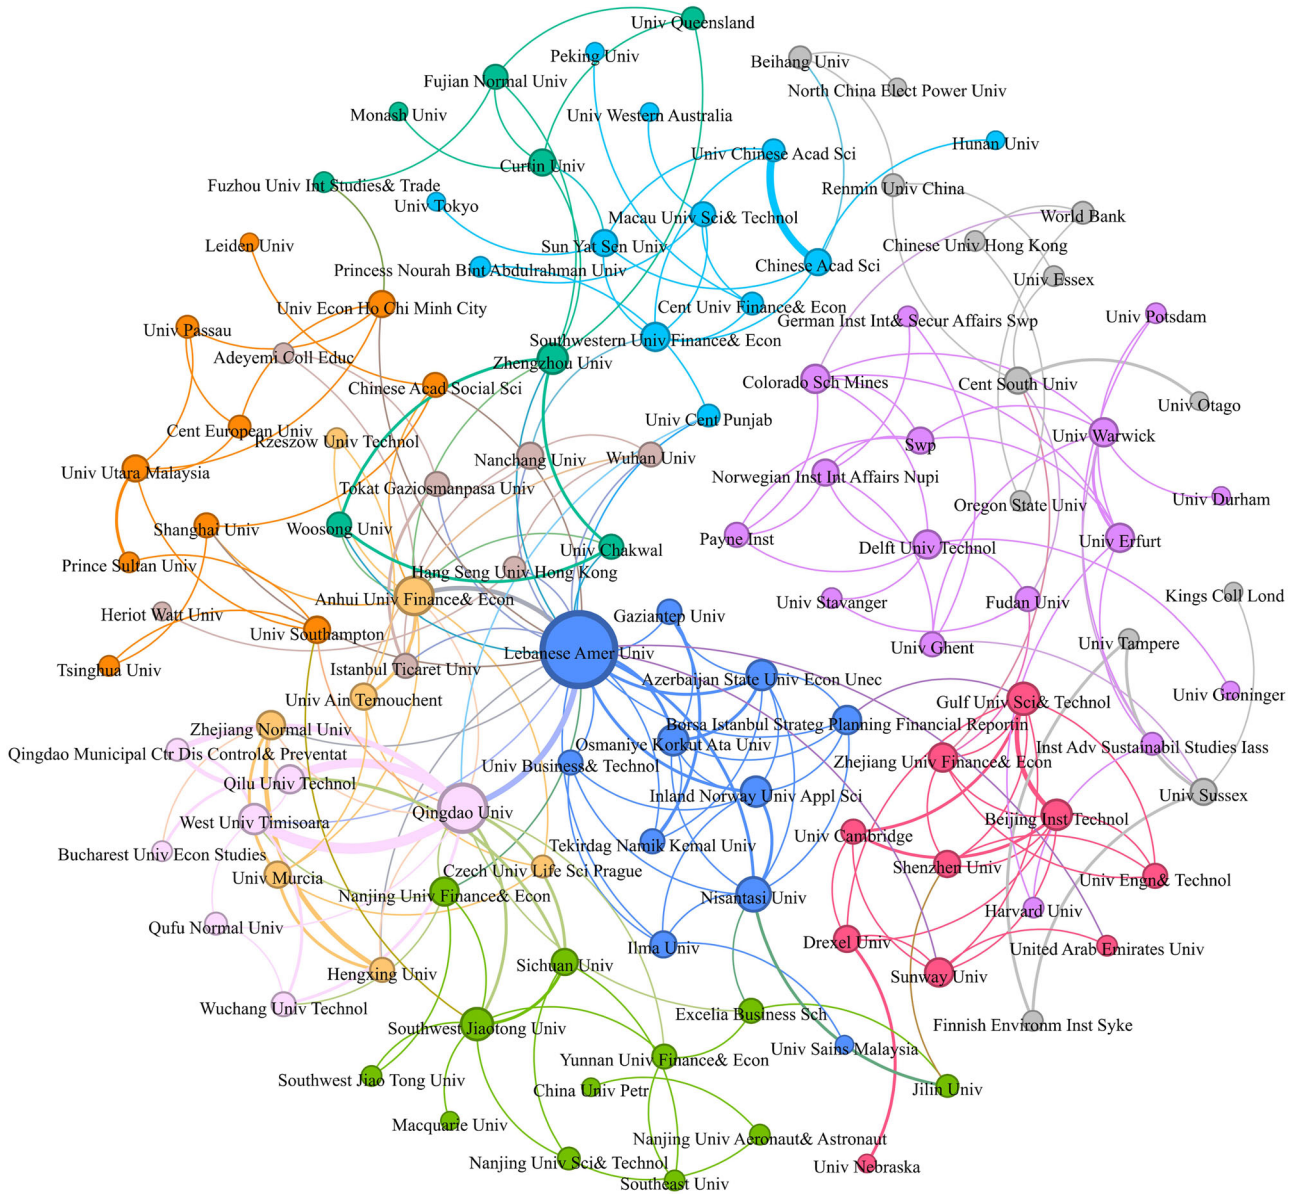 Univ Queensland
Peking Univ
Beihang Univ
Fujian Normal Univ
North China Elect Power Univ
Monash Univ
Univ Western Australia
Hunan Univ
Univ Chinese Acad Sci
Curtin Univ
Fuzhou Univ Int Studies& Trade
Renmin Univ China
Univ Tokyo
Macau Univ Sci& Technol
World Bank
Leiden Univ
Sun Yat Sen Univ
Chinese Univ Hong Kong
Princess Nourah Bint Abdulrahman Univ
Chinese Acad Sci
Univ Essex
Univ Econ Ho Chi Minh City
Cent Univ Finance& Econ
German Inst Int& Secur Affairs Swp
Univ Potsdam
Univ Passau
Southwestern Univ Finance& Econ
Adeyemi Coll Educ
Zhengzhou Univ
Colorado Sch Mines
Cent South Univ
Chinese Acad Social Sci
Univ Otago
Univ Cent Punjab
Cent European Univ
Rzeszow Univ Technol
Swp
Univ Warwick
Nanchang Univ
Wuhan Univ
Univ Utara Malaysia
Norwegian Inst Int Affairs Nupi
Tokat Gaziosmanpasa Univ
Univ Durham
Oregon State Univ
Shanghai Univ
Woosong Univ
Payne Inst
Delft Univ Technol
Univ Erfurt
Univ Chakwal
Prince Sultan Univ
Hang Seng Univ Hong Kong
Anhui Univ Finance& Econ
Kings Coll Lond
Heriot Watt Univ
Gaziantep Univ
Univ Stavanger
Fudan Univ
Univ Southampton
Univ Tampere
Lebanese Amer Univ
Univ Ghent
Tsinghua Univ
Istanbul Ticaret Univ
Azerbaijan State Univ Econ Unec
Univ Ain Temouchent
Univ Groninger
Gulf Univ Sci& Technol
Zhejiang Normal Univ
Borsa Istanbul Strateg Planning Financial Reportin
Qingdao Municipal Ctr Dis Control& Preventat
Osmaniye Korkut Ata Univ
Inst Adv Sustainabil Studies Iass
Univ Business& Technol
Zhejiang Univ Finance& Econ
Qilu Univ Technol
Inland Norway Univ Appl Sci
Univ Sussex
Qingdao Univ
West Univ Timisoara
Beijing Inst Technol
Univ Cambridge
Tekirdag Namik Kemal Univ
Bucharest Univ Econ Studies
Czech Univ Life Sci Prague
Shenzhen Univ
Univ Murcia
Univ Engn& Technol
Nanjing Univ Finance& Econ
Nisantasi Univ
Harvard Univ
Qufu Normal Univ
Drexel Univ
United Arab Emirates Univ
Ilma Univ
Sichuan Univ
Hengxing Univ
Sunway Univ
Wuchang Univ Technol
Excelia Business Sch
Finnish Environm Inst Syke
Southwest Jiaotong Univ
Univ Sains Malaysia
Yunnan Univ Finance& Econ
Southwest Jiao Tong Univ
China Univ Petr
Jilin Univ
Macquarie Univ
Nanjing Univ Aeronaut& Astronaut
Nanjing Univ Sci& Technol
Univ Nebraska
Southeast Univ